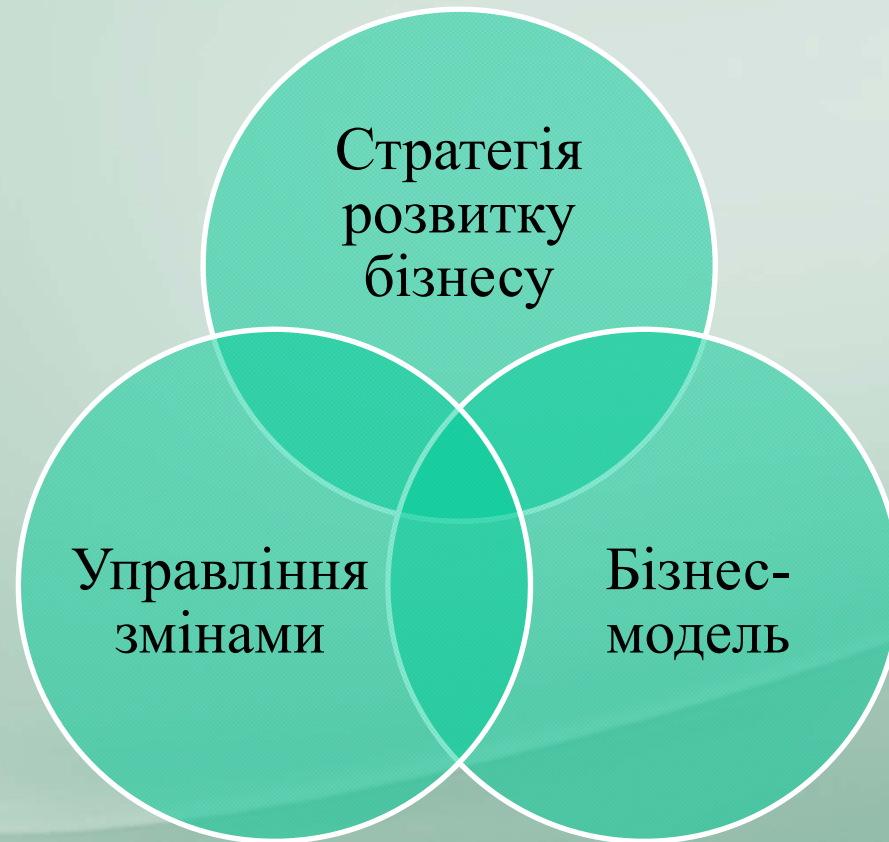 Стратегія
розвитку
бізнесу
Управління
змінами
Бізнес-
модель